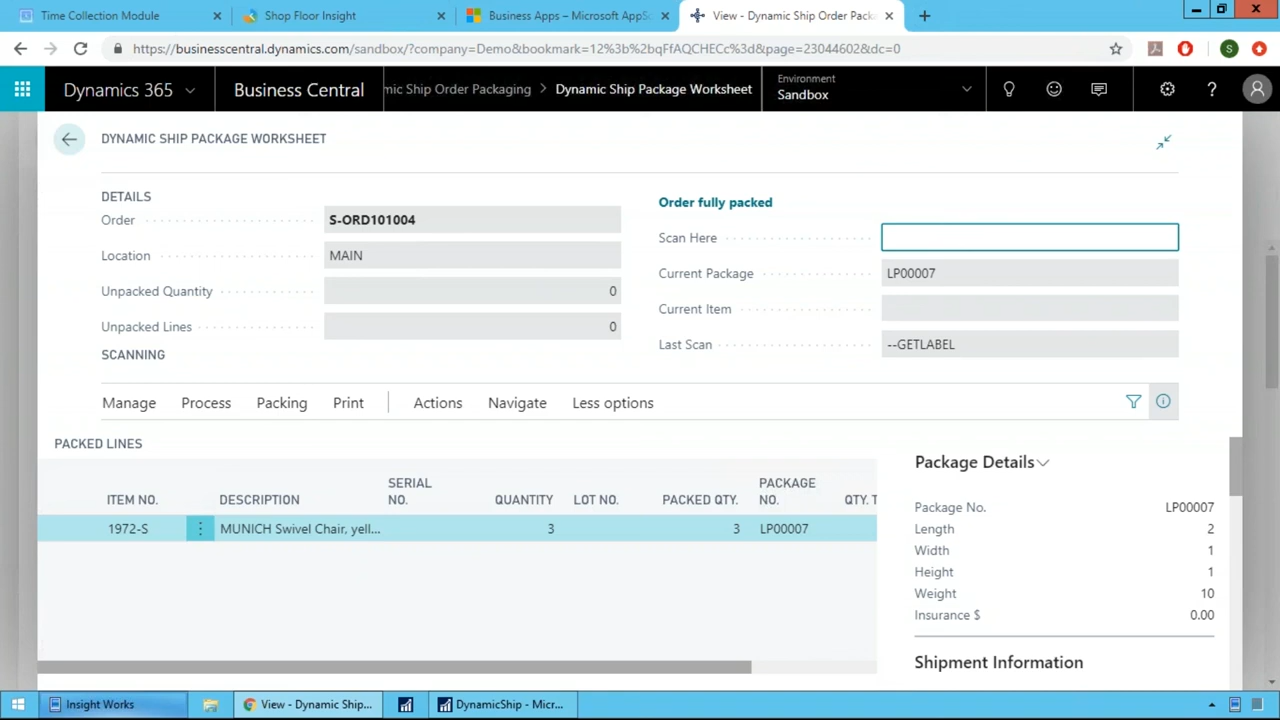 Time Collection Module
Shop Floor Insight
Business Apps – Microsoft AppSo
View - Dynamic Ship Order Packa
https://businesscentral.dynamics.com/sandbox/?company=Demo&bookmark=12%3b%2bqFfAQCHECc%3d&page=23044602&dc=0
S
Dynamic 365
Business Central
mic Ship Order Packaging > Dynamic Ship Package Worksheet
Environment
Sandbox
?
DYNAMIC SHIP PACKAGE WORKSHEET
DETAILS
Order S-ORD101004
Location MAIN
Unpacked Quantity 0
Unpacked Lines 0
SCANNING
Order fully packed
Scan Here
Current Package LP00007
Current Item
Last Scan --GETLABEL
Manage Process Packing Print Actions Navigate Less options
PACKED LINES
ITEM NO. DESCRIPTION SERIAL NO. QUANTITY LOT NO. PACKED QTY. PACKAGE NO. QTY. T
1972-S MUNICH Swivel Chair, yell... 3 3 LP00007
Package Details
Package No. LP00007
Length 2
Width 1
Height 1
Weight 10
Insurance $ 0.00
Shipment Information
Insight Works
View - Dynamic Ship...
DynamicShip - Micr...